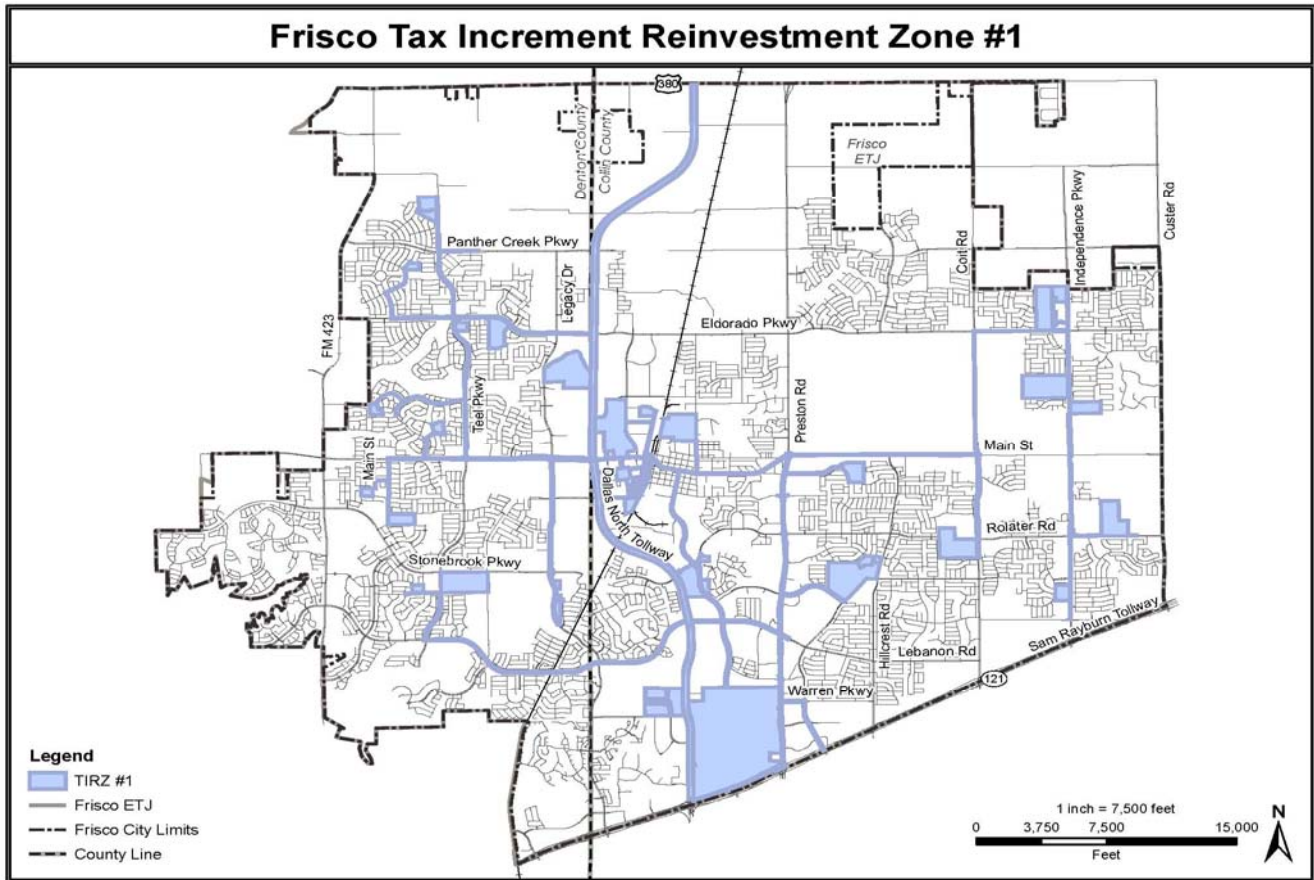 Frisco Tax Increment Reinvestment Zone #1
380
Denton County
Collin County
Frisco
ETJ
Independence Pkwy
Custer Rd
Coit Rd
Panther Creek Pkwy
Legacy Dr
Eldorado Pkwy
FM 423
Teel Pkwy
Preston Rd
Main St
Main St
Dallas North Tollway
Rolater Rd
Stonebrook Pkwy
Hillcrest Rd
Sam Rayburn Tollway
Lebanon Rd
121
Warren Pkwy
Legend
TIRZ #1
Frisco ETJ
Frisco City Limits
County Line
1 inch = 7,500 feet
0 3,750 7,500 15,000
Feet
N